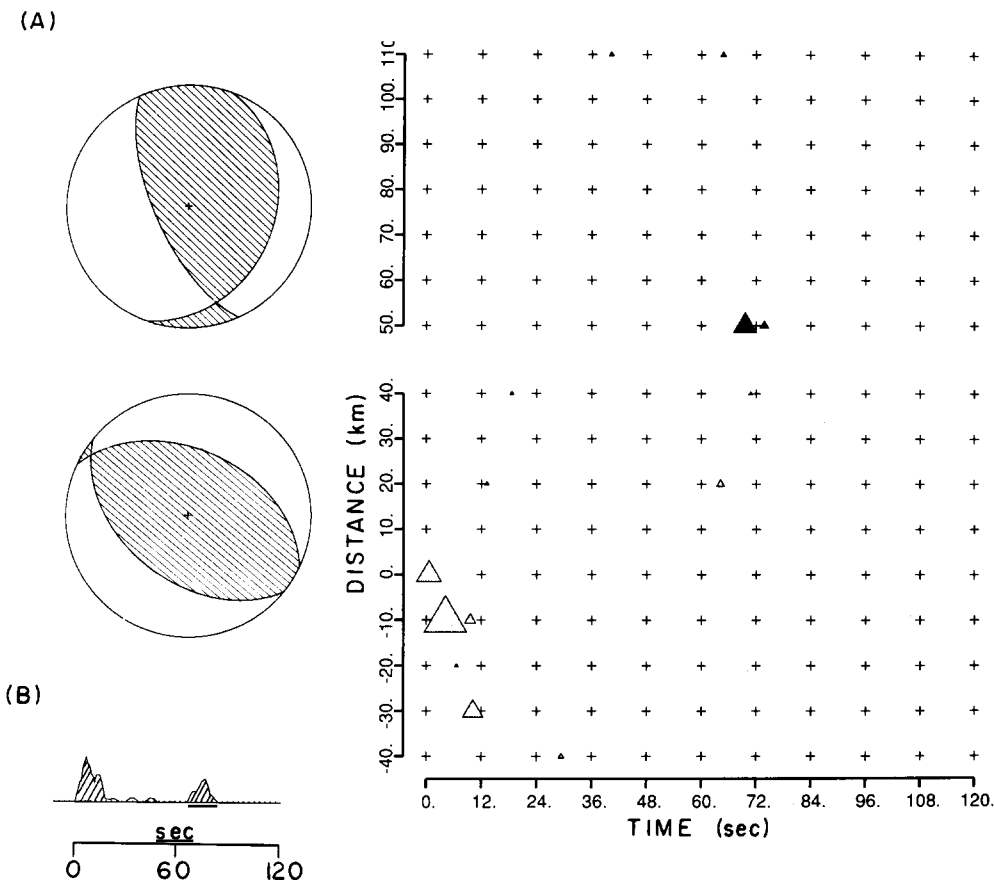 (A)
110
100.
90.
80.
70.
60.
50.
40.
30.
20.
10.
0.
-10.
-20.
-30.
-40.
DISTANCE (km)
0. 12. 24. 36. 48. 60. 72. 84. 96. 108. 120.
TIME (sec)
(B)
sec
0 60 120